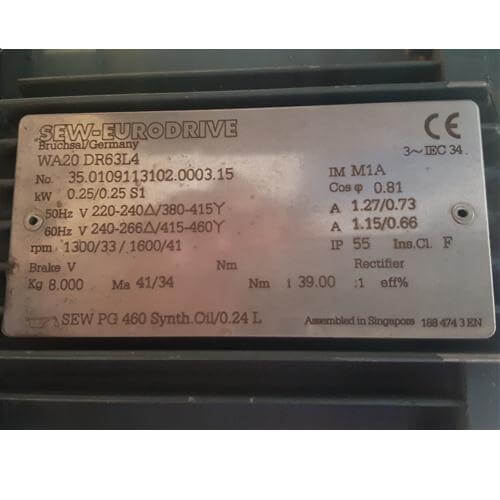 SEW-EURODRIVE
Bruchsal/Germany
CE
WA20 DR63L4
3~IEC 34
No. 35.0109113102.0003.15
IM M1A
kW 0.25/0.25 S1
Cos φ 0.81
50Hz V 220-240Δ/380-415Y
A 1.27/0.73
60Hz V 240-266Δ/415-460Y
A 1.15/0.66
rpm 1300/33 / 1600/41
IP 55 Ins.Cl. F
Brake V Nm Rectifier
Kg 8.000 Ma 41/34 Nm i 39.00 :1 eff%
SEW PG 460 Synth.Oil/0.24 L
Assembled in Singapore 188 474 3 EN